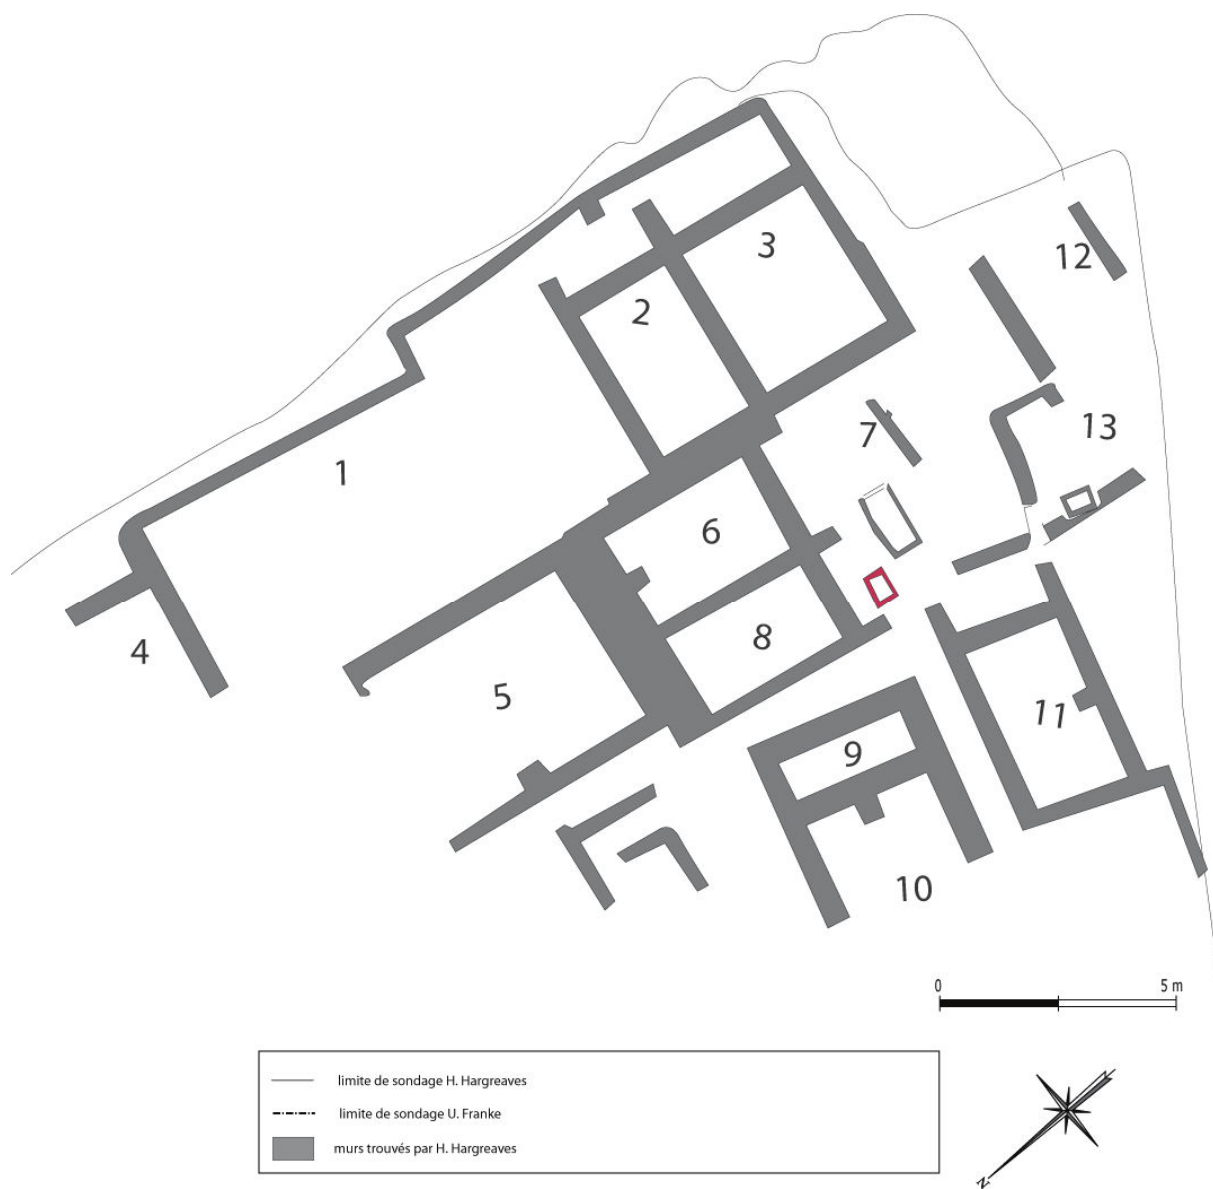 12
3
2
13
7
1
6
8
4
5
11
9
10
0 5 m
limite de sondage H. Hargreaves
limite de sondage U. Franke
murs trouvés par H. Hargreaves
N